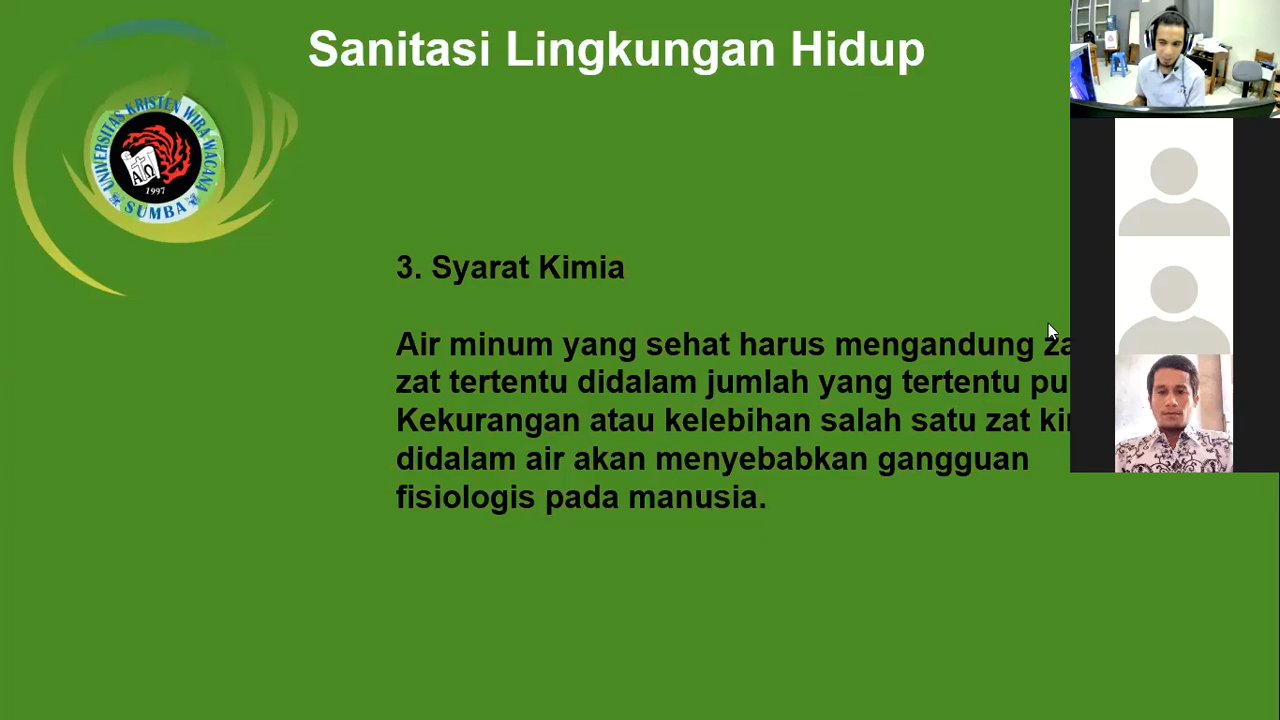 Sanitasi Lingkungan Hidup
UNIVERSITAS KRISTEN WIRA WACANA
SUMBA
A Ω
1997
3. Syarat Kimia
Air minum yang sehat harus mengandung
zat tertentu didalam jumlah yang tertentu
Kekurangan atau kelebihan salah satu zat
didalam air akan menyebabkan gangguan
fisiologis pada manusia.